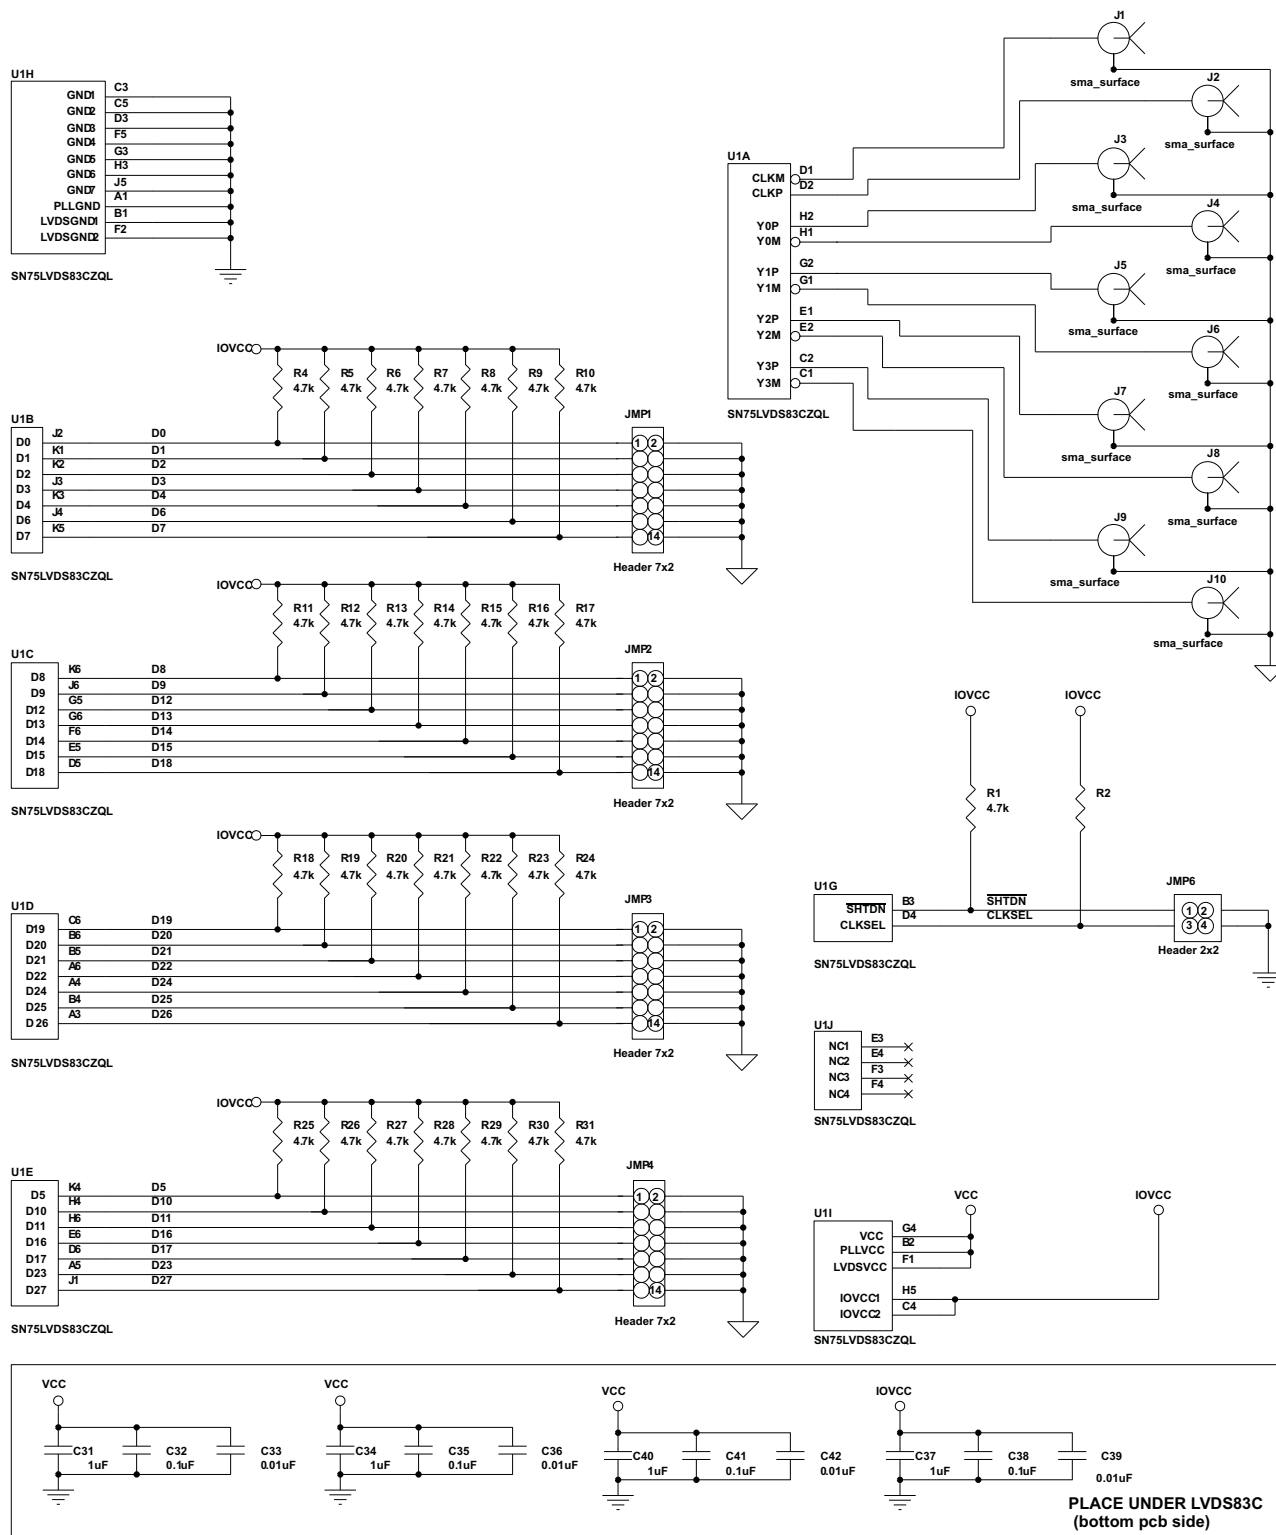 U1H
GND1 C3
GND2 C5
GND3 D3
GND4 F5
GND5 G3
GND6 H3
GND7 J5
PLLGND A1
LVDSGND1 B1
LVDSGND2 F2
SN75LVDS83CZQL
U1A
CLKM D1
CLKP D2
Y0P H2
Y0M H1
Y1P G2
Y1M G1
Y2P E1
Y2M E2
Y3P C2
Y3M C1
SN75LVDS83CZQL
J1
sma_surface
J2
sma_surface
J3
sma_surface
J4
sma_surface
J5
sma_surface
J6
sma_surface
J7
sma_surface
J8
sma_surface
J9
sma_surface
J10
sma_surface
IOVCC
R4 R5 R6 R7 R8 R9 R10
4.7k 4.7k 4.7k 4.7k 4.7k 4.7k 4.7k
U1B
JMP1
D0 J2 D0 1 2
D1 K1 D1
D2 K2 D2
D3 J3 D3
D4 K3 D4
D6 J4 D6
D7 K5 D7 14
Header 7x2
SN75LVDS83CZQL
IOVCC
R11 R12 R13 R14 R15 R16 R17
4.7k 4.7k 4.7k 4.7k 4.7k 4.7k 4.7k
U1C
JMP2
D8 K6 D8 1 2
D9 J6 D9
D12 G5 D12
D13 G6 D13
D14 F6 D14
D15 E5 D15
D18 D5 D18 14
Header 7x2
SN75LVDS83CZQL
IOVCC
R18 R19 R20 R21 R22 R23 R24
4.7k 4.7k 4.7k 4.7k 4.7k 4.7k 4.7k
U1D
JMP3
D19 C6 D19 1 2
D20 B6 D20
D21 B5 D21
D22 A6 D22
D24 A4 D24
D25 B4 D25
D26 A3 D26 14
Header 7x2
SN75LVDS83CZQL
IOVCC
R25 R26 R27 R28 R29 R30 R31
4.7k 4.7k 4.7k 4.7k 4.7k 4.7k 4.7k
U1E
JMP4
D5 K4 D5 1 2
D10 H4 D10
D11 H6 D11
D16 E6 D16
D17 D6 D17
D23 A5 D23
D27 J1 D27 14
Header 7x2
SN75LVDS83CZQL
IOVCC IOVCC
R1 R2
4.7k
U1G
JMP6
SHTDN B3 SHTDN 1 2
CLKSEL D4 CLKSEL 3 4
Header 2x2
SN75LVDS83CZQL
U1J
NC1 E3
NC2 E4
NC3 F3
NC4 F4
SN75LVDS83CZQL
VCC IOVCC
U1I
VCC G4
PLLVCC B2
LVDSVCC F1
IOVCC1 H5
IOVCC2 C4
SN75LVDS83CZQL
VCC VCC VCC IOVCC
C31 C32 C33 C34 C35 C36 C40 C41 C42 C37 C38 C39
1uF 0.1uF 0.01uF 1uF 0.1uF 0.01uF 1uF 0.1uF 0.01uF 1uF 0.1uF 0.01uF
PLACE UNDER LVDS83C
(bottom pcb side)